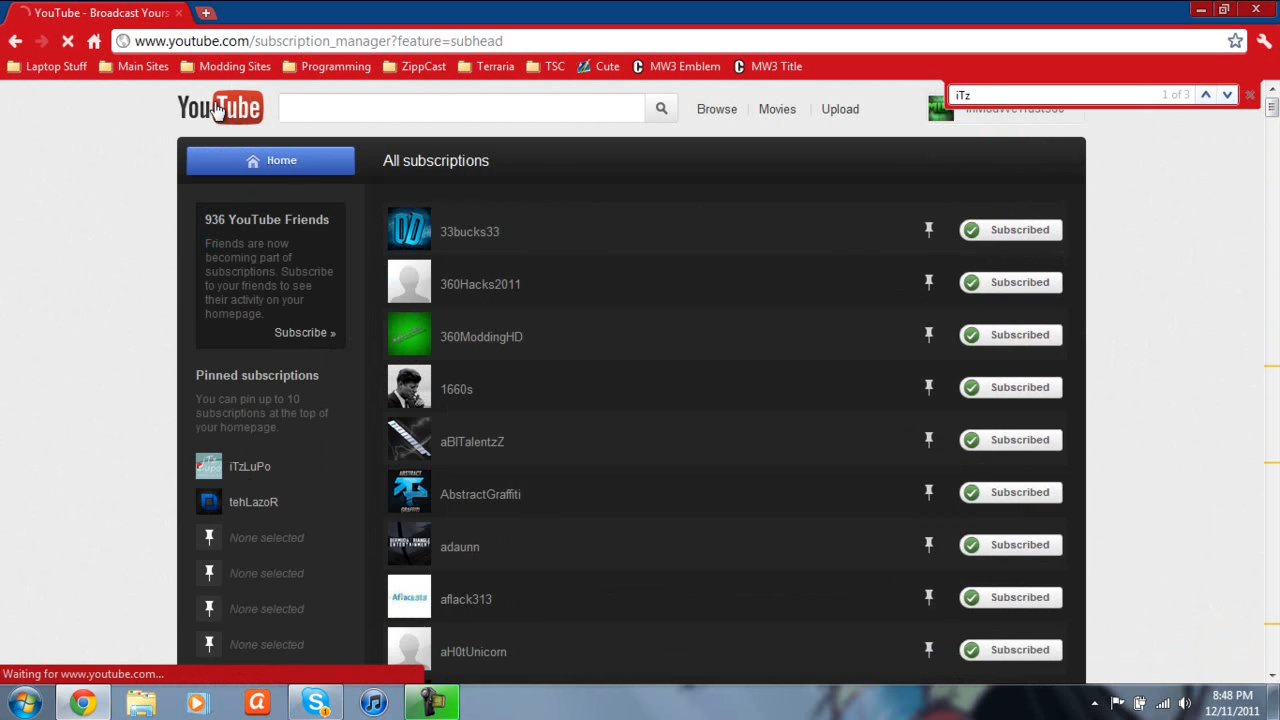 YouTube - Broadcast Yours
www.youtube.com/subscription_manager?feature=subhead
Laptop Stuff Main Sites Modding Sites Programming ZippCast Terraria TSC Cute MW3 Emblem MW3 Title
iTz 1 of 3
YouTube Browse Movies Upload
Home All subscriptions
936 YouTube Friends
Friends are now
becoming part of
subscriptions. Subscribe
to your friends to see
their activity on your
homepage.
Subscribe »
Pinned subscriptions
You can pin up to 10
subscriptions at the top of
your homepage.
iTzLuPo
tehLazoR
None selected
None selected
None selected
None selected
33bucks33 Subscribed
360Hacks2011 Subscribed
360ModdingHD Subscribed
1660s Subscribed
aBlTalentzZ Subscribed
ABSTRACT
GRAFFITI
AbstractGraffiti Subscribed
adaunn Subscribed
Aflack313
aflack313 Subscribed
aH0tUnicorn Subscribed
Waiting for www.youtube.com...
8:48 PM
12/11/2011